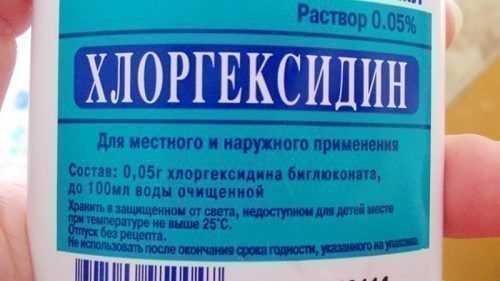 Раствор 0.05%
ХЛОРГЕКСИДИН
Для местного и наружного применения
Состав: 0,05г хлоргексидина биглюконата,
до 100мл воды очищенной
Хранить в защищенном от света, недоступном для детей месте
при температуре не выше 25°С.
Отпуск без рецепта.
Не использовать после окончания срока годности, указанного на упаковке